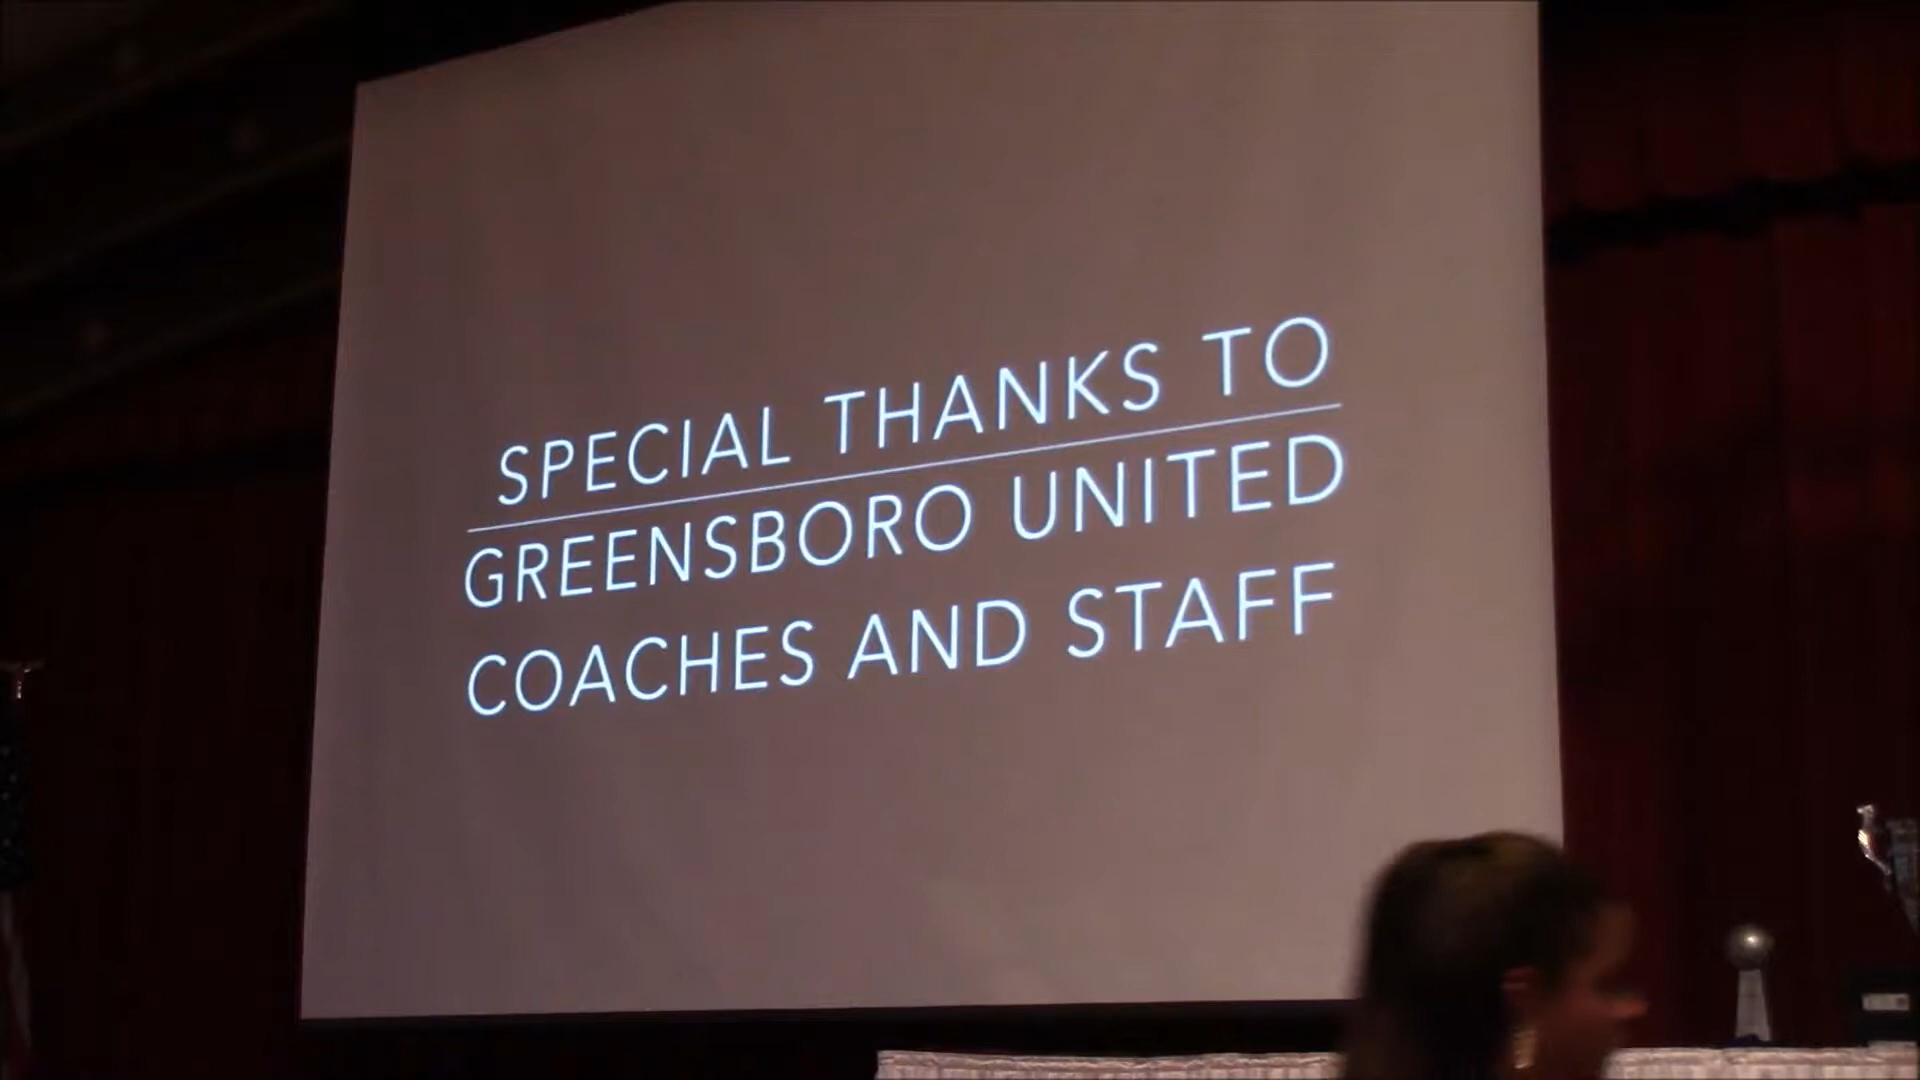 SPECIAL THANKS TO
GREENSBORO UNITED
COACHES AND STAFF